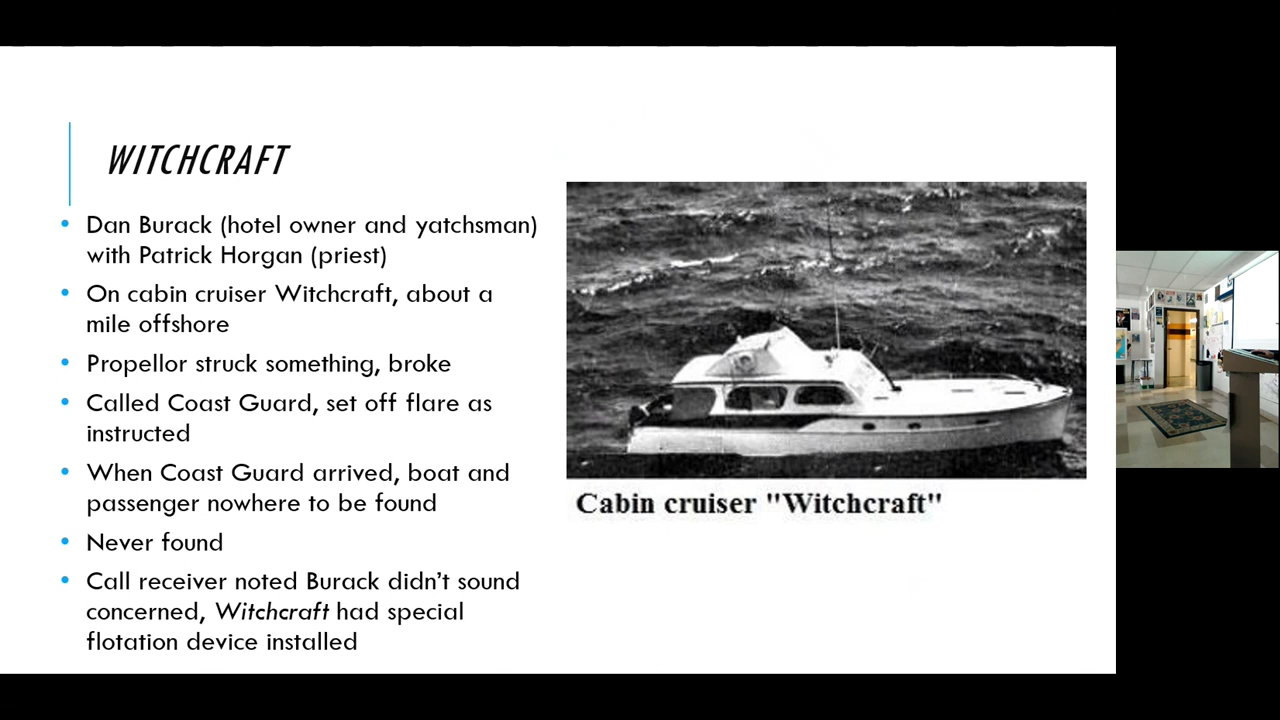 WITCHCRAFT
• Dan Burack (hotel owner and yatchsman)
with Patrick Horgan (priest)
• On cabin cruiser Witchcraft, about a
mile offshore
• Propellor struck something, broke
• Called Coast Guard, set off flare as
instructed
• When Coast Guard arrived, boat and
passenger nowhere to be found
• Never found
• Call receiver noted Burack didn’t sound
concerned, Witchcraft had special
flotation device installed
Cabin cruiser "Witchcraft"